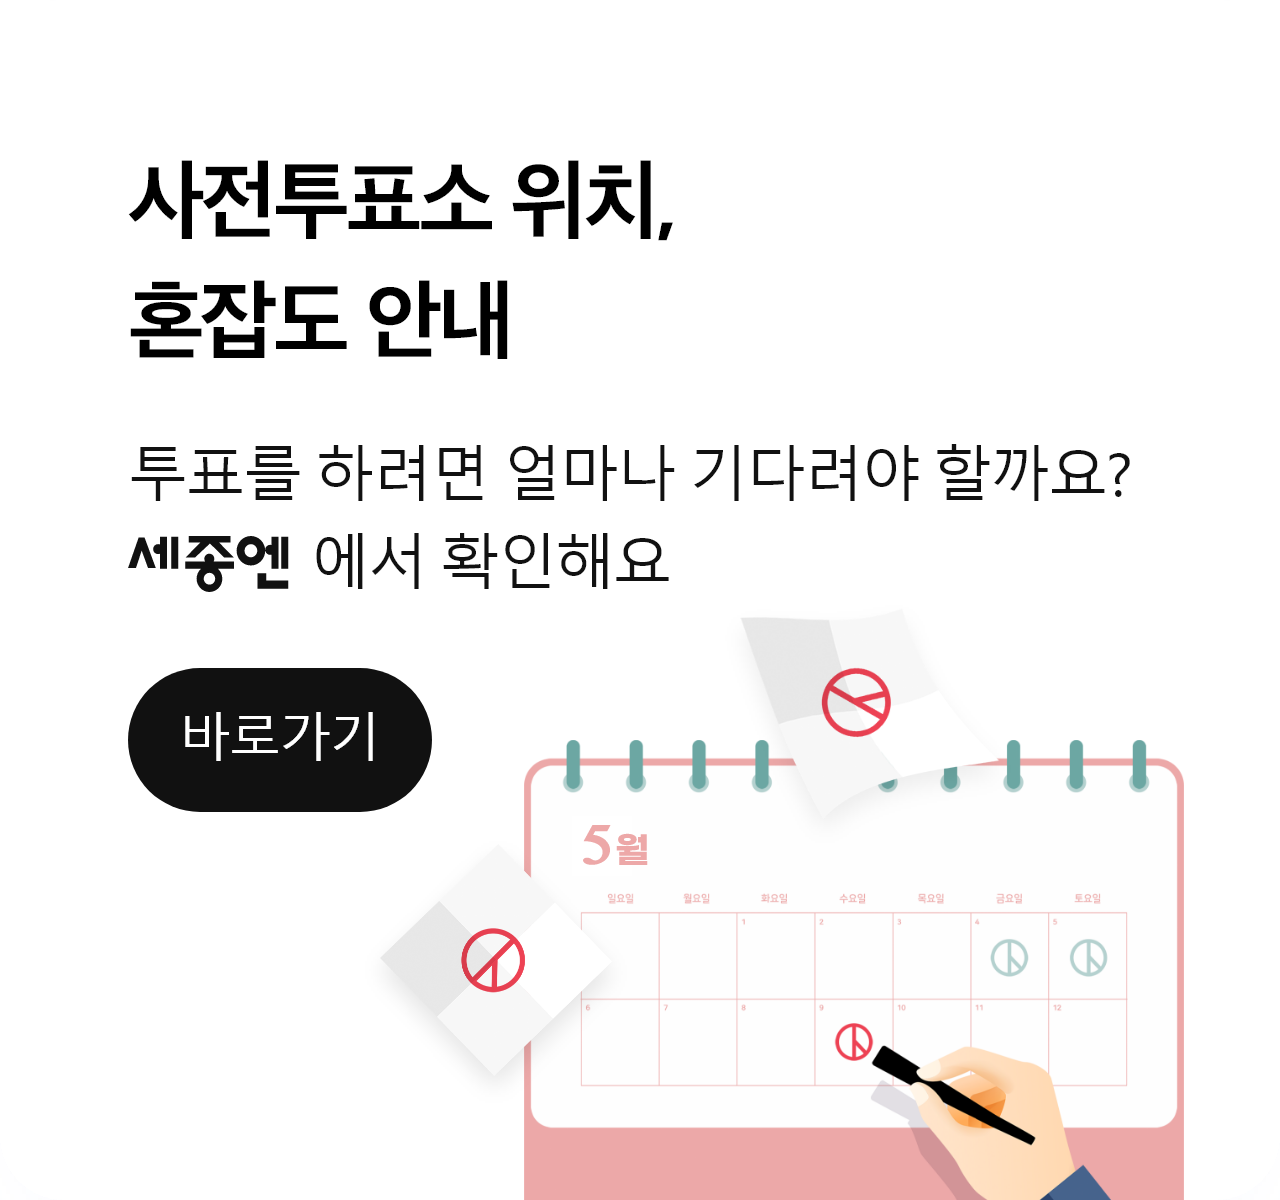 사전투표소 위치,
혼잡도 안내
투표를 하려면 얼마나 기다려야 할까요?
세종엔 에서 확인해요
바로가기
5월
일요일 월요일 화요일 수요일 목요일 금요일 토요일
1 2 3 4 5
6 7 8 9 10 11 12